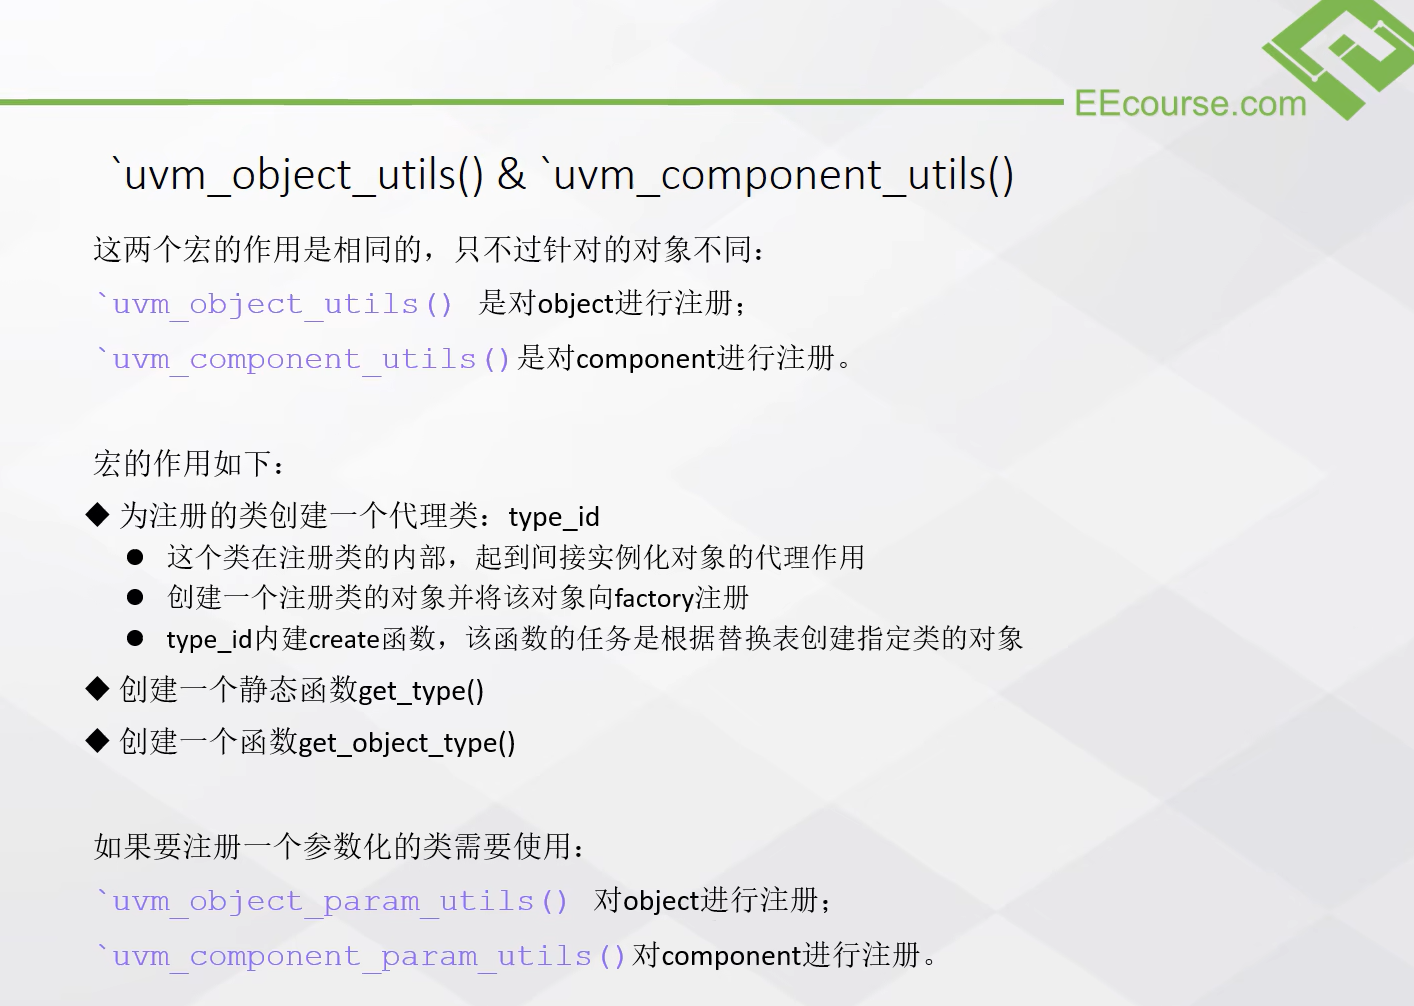 EEcourse.com
`uvm_object_utils() & `uvm_component_utils()
这两个宏的作用是相同的，只不过针对的对象不同：
`uvm_object_utils() 是对object进行注册；
`uvm_component_utils()是对component进行注册。
宏的作用如下：
◆ 为注册的类创建一个代理类：type_id
● 这个类在注册类的内部，起到间接实例化对象的代理作用
● 创建一个注册类的对象并将该对象向factory注册
● type_id内建create函数，该函数的任务是根据替换表创建指定类的对象
◆ 创建一个静态函数get_type()
◆ 创建一个函数get_object_type()
如果要注册一个参数化的类需要使用：
`uvm_object_param_utils() 对object进行注册；
`uvm_component_param_utils()对component进行注册。